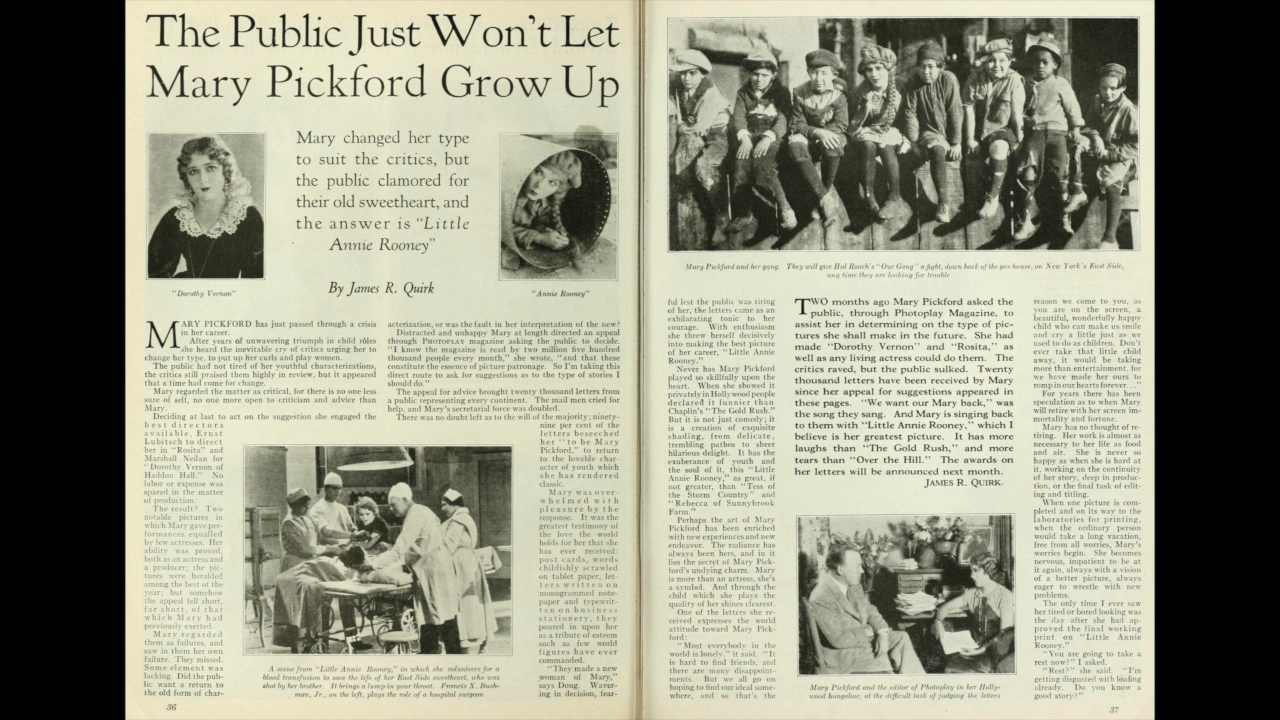 The Public Just Won't Let
Mary Pickford Grow Up
Mary changed her type
to suit the critics, but
the public clamored for
their old sweetheart, and
the answer is "Little
Annie Rooney"
By James R. Quirk
"Dorothy Vernon"
"Annie Rooney"
MARY PICKFORD has just passed through a crisis
in her career.
After years of unwavering triumph in child rôles
she heard the inevitable cry of critics urging her to
change her type, to put up her curls and play women.
The public had not tired of her youthful characterizations,
the critics still praised them highly in review, but it appeared
that a time had come for change.
Mary regarded the matter as critical, for there is no one less
sure of self, no one more open to criticism and advice than
Mary.
Deciding at last to act on the suggestion she engaged the
best directors
available, Ernst
Lubitsch to direct
her in "Rosita" and
Marshall Neilan for
"Dorothy Vernon of
Haddon Hall." No
labor or expense was
spared in the matter
of production.
The result? Two
notable pictures in
which Mary gave per-
formances equalled
by few actresses. Her
ability was proved,
both as an actress and
a producer; the pic-
tures were heralded
among the best of the
year; but somehow
the appeal fell short,
far short, of that
which Mary had
previously exerted.
Mary regarded
them as failures, and
saw in them her own
failure. They missed.
Some element was
lacking. Did the pub-
lic want a return to
the old form of char-
acterization, or was the fault in her interpretation of the new?
Distracted and unhappy Mary at length directed an appeal
through PHOTOPLAY magazine asking the public to decide.
"I know the magazine is read by two million five hundred
thousand people every month," she wrote, "and that these
constitute the essence of picture patronage. So I'm taking this
direct route to ask for suggestions as to the type of stories I
should do."
The appeal for advice brought twenty thousand letters from
a public representing every continent. The mail men cried for
help, and Mary's secretarial force was doubled.
There was no doubt left as to the will of the majority; ninety-
nine per cent of the
letters beseeched
her "to be Mary
Pickford," to return
to the lovable char-
acter of youth which
she has rendered
classic.
Mary was over-
whelmed with
pleasure by the
response. It was the
greatest testimony of
the love the world
holds for her that she
has ever received:
post cards, words
childishly scrawled
on tablet paper, let-
ters written on
monogrammed note-
paper and typewrit-
ten on business
stationery, they
poured in upon her
as a tribute of esteem
such as few world
figures have ever
commanded.
"They made a new
woman of Mary,"
says Doug. Waver-
ing in decision, fear-
A scene from "Little Annie Rooney," in which she volunteers for a
blood transfusion to save the life of her East Side sweetheart, who was
shot by her brother. It brings a lump in your throat. Francis X. Bush-
man, Jr., on the left, plays the role of a hospital surgeon
36
Mary Pickford and her gang. They will give Hal Roach's "Our Gang" a fight, down back of the gas house, on New York's East Side,
any time they are looking for trouble
ful lest the public was tiring
of her, the letters came as an
exhilarating tonic to her
courage. With enthusiasm
she threw herself decisively
into making the best picture
of her career, "Little Annie
Rooney."
Never has Mary Pickford
played so skillfully upon the
heart. When she showed it
privately in Hollywood people
declared it funnier than
Chaplin's "The Gold Rush."
But it is not just comedy; it
is a creation of exquisite
shading, from delicate,
trembling pathos to sheer
hilarious delight. It has the
exuberance of youth and
the soul of it, this "Little
Annie Rooney," as great, if
not greater, than "Tess of
the Storm Country" and
"Rebecca of Sunnybrook
Farm."
Perhaps the art of Mary
Pickford has been enriched
with new experiences and new
endeavor. The radiance has
always been hers, and in it
lies the secret of Mary Pick-
ford's undying charm. Mary
is more than an actress, she's
a symbol. And through the
child which she plays the
quality of her shines clearest.
One of the letters she re-
ceived expresses the world
attitude toward Mary Pick-
ford:
"Most everybody in the
world is lonely," it said. "It
is hard to find friends, and
there are many disappoint-
ments. But we all go on
hoping to find our ideal some-
where, and so that's the
TWO months ago Mary Pickford asked the
public, through Photoplay Magazine, to
assist her in determining on the type of pic-
tures she shall make in the future. She had
made "Dorothy Vernon" and "Rosita," as
well as any living actress could do them. The
critics raved, but the public sulked. Twenty
thousand letters have been received by Mary
since her appeal for suggestions appeared in
these pages. "We want our Mary back," was
the song they sang. And Mary is singing back
to them with "Little Annie Rooney," which I
believe is her greatest picture. It has more
laughs than "The Gold Rush," and more
tears than "Over the Hill." The awards on
her letters will be announced next month.
JAMES R. QUIRK.
Mary Pickford and the editor of Photoplay in her Holly-
wood bungalow, at the difficult task of judging the letters
reason we come to you, as
you are on the screen, a
beautiful, wonderfully happy
child who can make us smile
and cry a little just as we
used to do as children. Don't
ever take that little child
away, it would be taking
more than entertainment, for
we have made her ours to
romp in our hearts forever..."
For years there has been
speculation as to when Mary
will retire with her screen im-
mortality and fortune.
Mary has no thought of re-
tiring. Her work is almost as
necessary to her life as food
and air. She is never so
happy as when she is hard at
it, working on the continuity
of her story, deep in produc-
tion, or the final task of edit-
ing and titling.
When one picture is com-
pleted and on its way to the
laboratories for printing,
when the ordinary person
would take a long vacation,
free from all worries, Mary's
worries begin. She becomes
nervous, impatient to be at
it again, always with a vision
of a better picture, always
eager to wrestle with new
problems.
The only time I ever saw
her tired or bored looking was
the day after she had ap-
proved the final working
print on "Little Annie
Rooney."
"You are going to take a
rest now?" I asked.
"Rest?" she said. "I'm
getting disgusted with loafing
already. Do you know a
good story?"
37